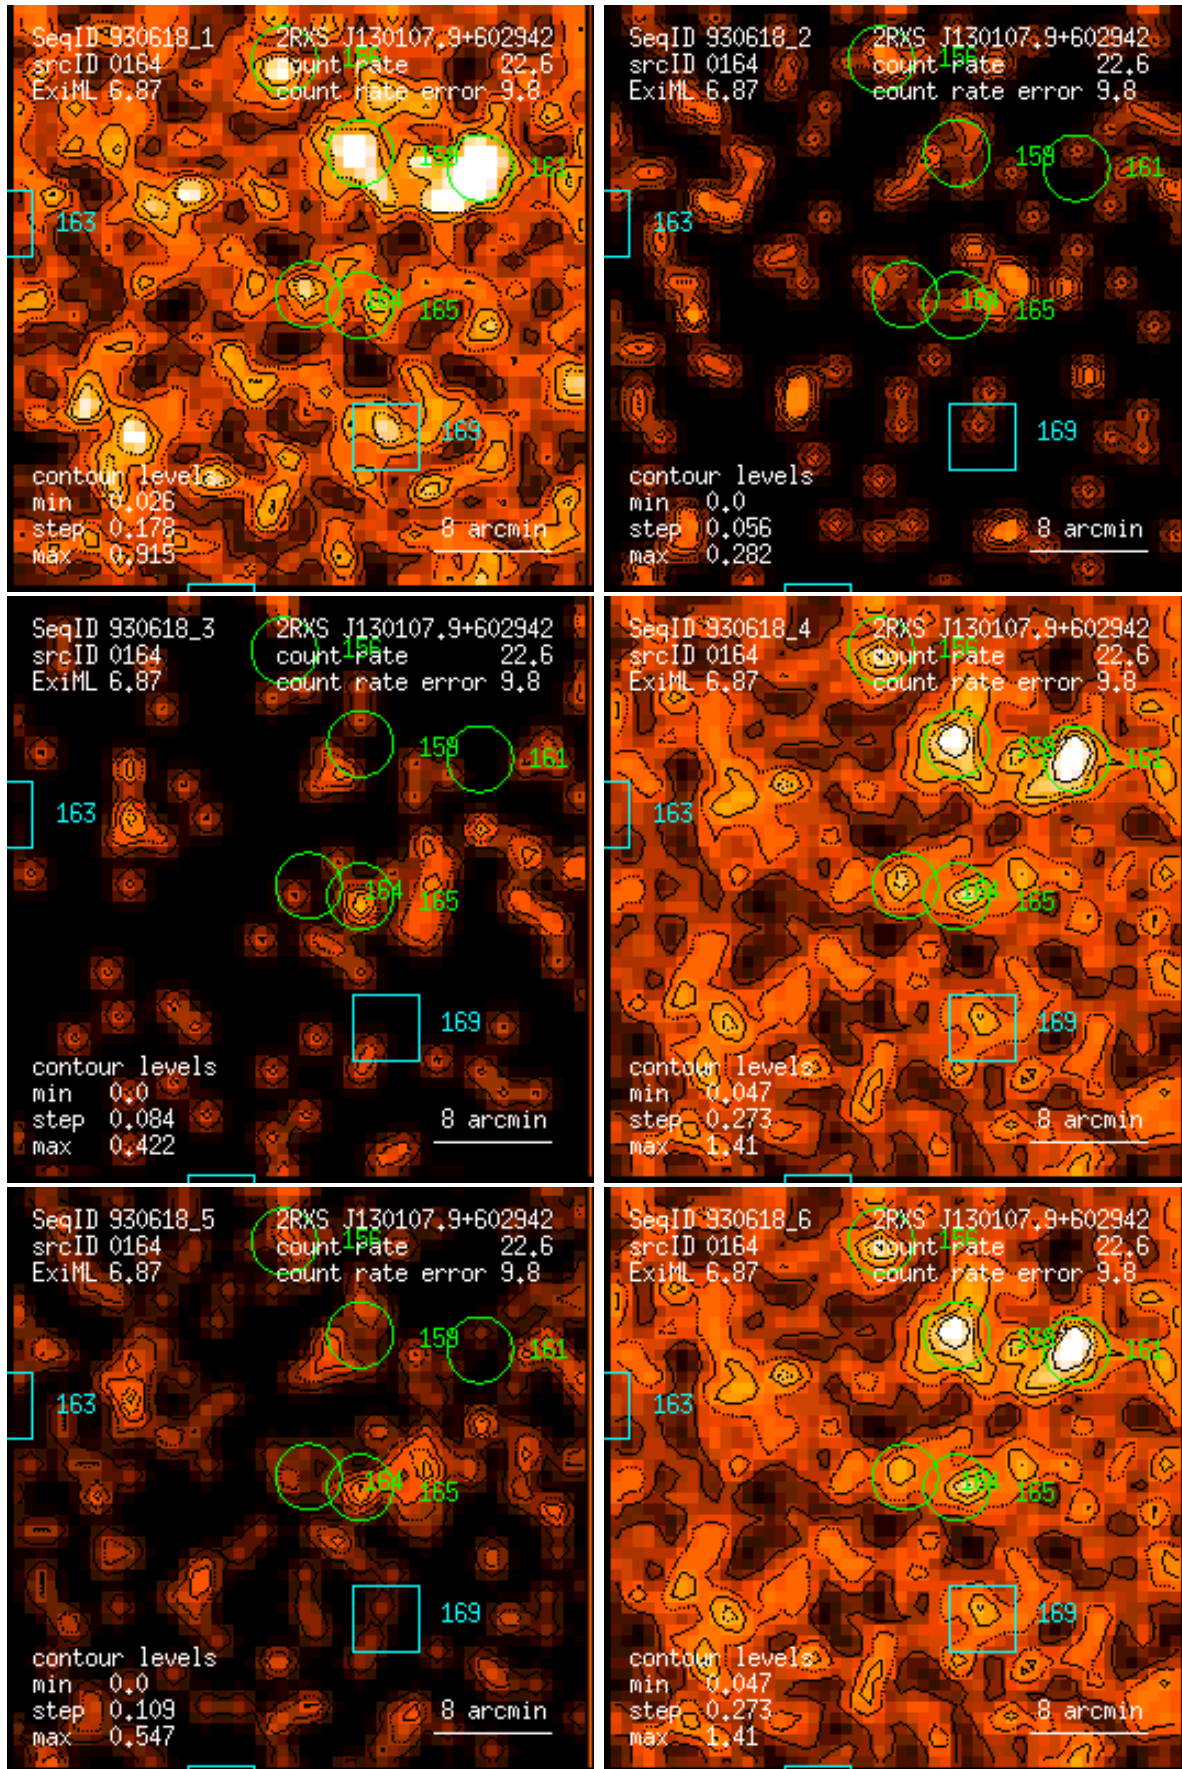 SeqID 930618_1 2RXS J130107.9+602942
srcID 0164 count rate 22.6
ExiML 6.87 count rate error 9.8
156
159
161
163
164
165
169
contour levels
min 0.026
step 0.178
max 0.915
8 arcmin
SeqID 930618_2 2RXS J130107.9+602942
srcID 0164 count rate 22.6
ExiML 6.87 count rate error 9.8
156
159
161
163
164
165
169
contour levels
min 0.0
step 0.056
max 0.282
8 arcmin
SeqID 930618_3 2RXS J130107.9+602942
srcID 0164 count rate 22.6
ExiML 6.87 count rate error 9.8
156
159
161
163
164
165
169
contour levels
min 0.0
step 0.084
max 0.422
8 arcmin
SeqID 930618_4 2RXS J130107.9+602942
srcID 0164 count rate 22.6
ExiML 6.87 count rate error 9.8
156
159
161
163
164
165
169
contour levels
min 0.047
step 0.273
max 1.41
8 arcmin
SeqID 930618_5 2RXS J130107.9+602942
srcID 0164 count rate 22.6
ExiML 6.87 count rate error 9.8
156
159
161
163
164
165
169
contour levels
min 0.0
step 0.109
max 0.547
8 arcmin
SeqID 930618_6 2RXS J130107.9+602942
srcID 0164 count rate 22.6
ExiML 6.87 count rate error 9.8
156
159
161
163
164
165
169
contour levels
min 0.047
step 0.273
max 1.41
8 arcmin